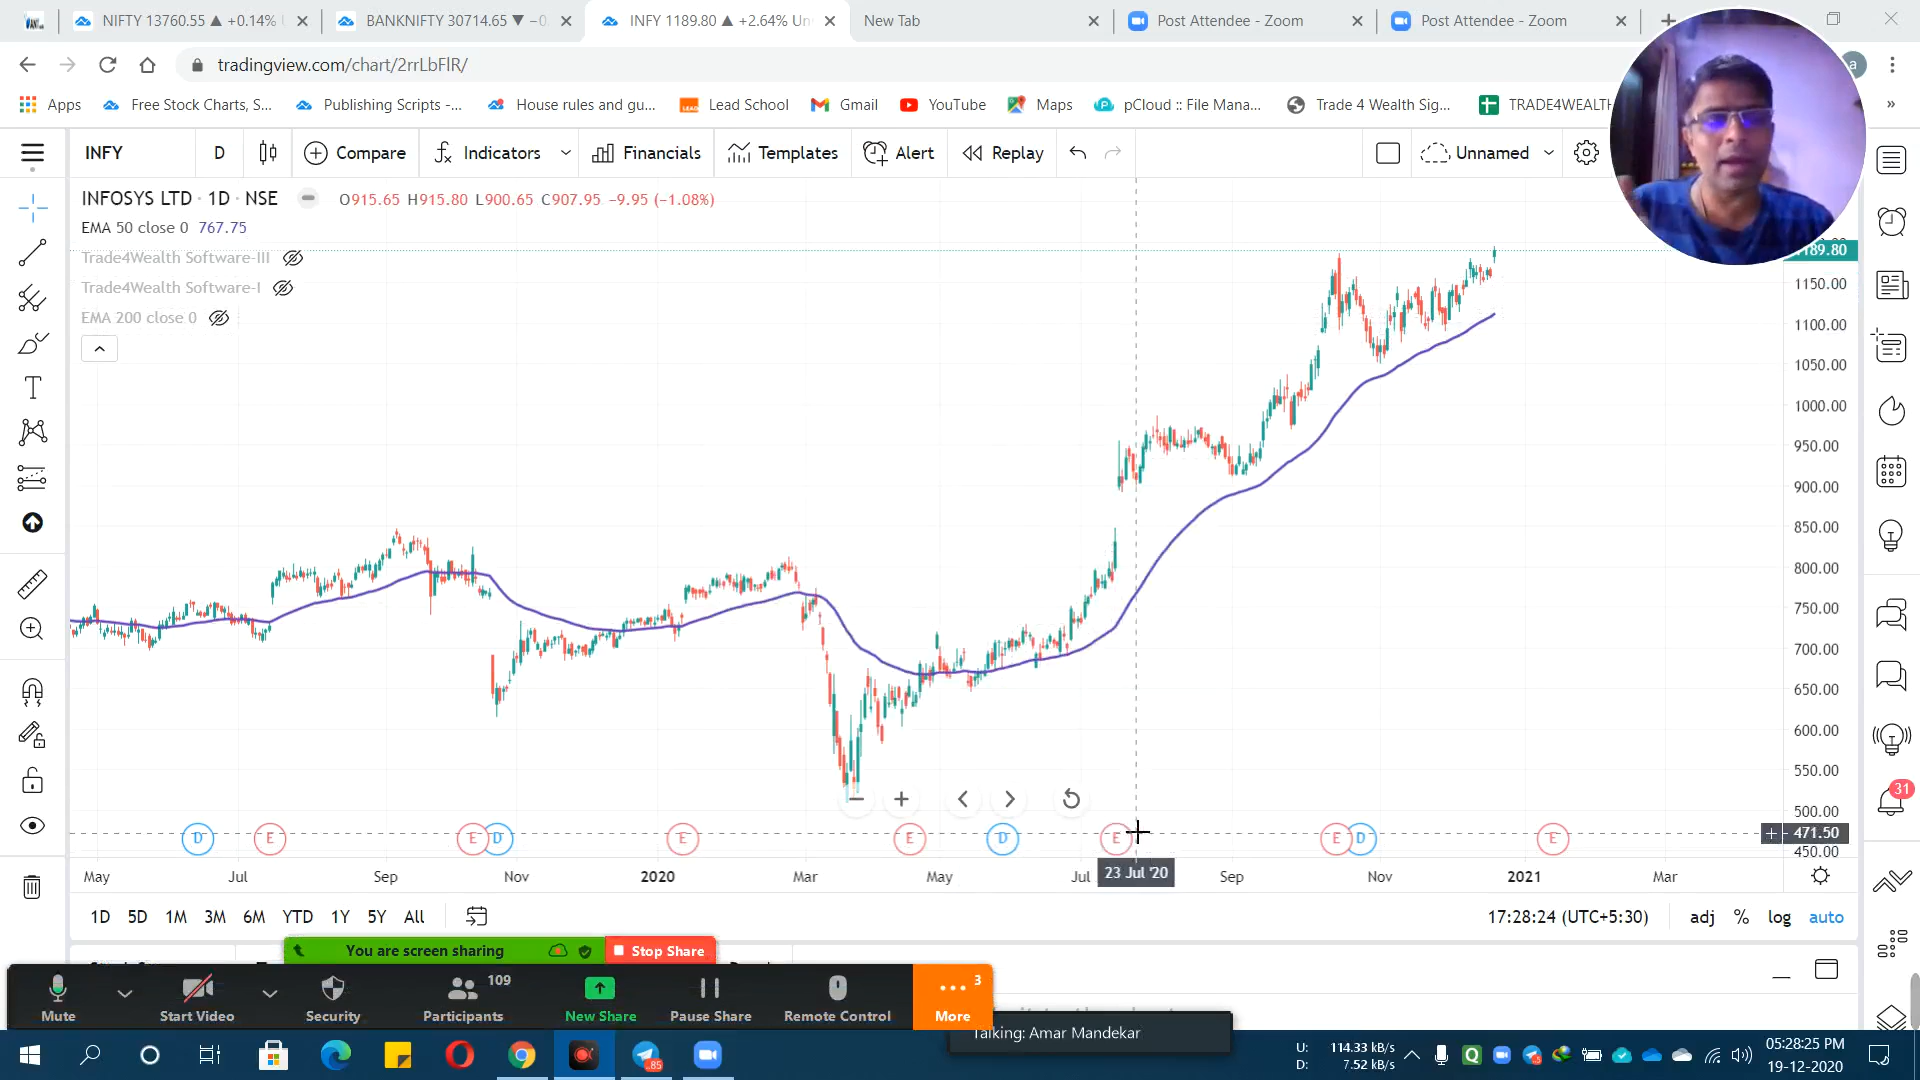 NIFTY 13760.55 ▲ +0.14%
BANKNIFTY 30714.65 ▼ −0
INFY 1189.80 ▲ +2.64% Un
New Tab
Post Attendee - Zoom
Post Attendee - Zoom
tradingview.com/chart/2rrLbFIR/
a
Apps
Free Stock Charts, S...
Publishing Scripts -...
House rules and gu...
LEAD
Lead School
Gmail
YouTube
Maps
pCloud :: File Mana...
Trade 4 Wealth Sig...
TRADE4WEALTH
»
INFY
D
Compare
Indicators
Financials
Templates
Alert
Replay
Unnamed
INFOSYS LTD · 1D · NSE
O915.65 H915.80 L900.65 C907.95 −9.95 (−1.08%)
EMA 50 close 0 767.75
Trade4Wealth Software-III
Trade4Wealth Software-I
EMA 200 close 0
189.80
1150.00
1100.00
1050.00
1000.00
950.00
900.00
850.00
800.00
750.00
700.00
650.00
600.00
550.00
500.00
471.50
450.00
31
D
E
E
D
E
E
D
E
E
D
E
May
Jul
Sep
Nov
2020
Mar
May
Jul
23 Jul '20
Sep
Nov
2021
Mar
1D 5D 1M 3M 6M YTD 1Y 5Y All
17:28:24 (UTC+5:30)
adj % log auto
You are screen sharing
Stop Share
Mute
Start Video
Security
Participants
109
New Share
Pause Share
Remote Control
3
More
Talking: Amar Mandekar
85
U: 114.33 kB/s
D: 7.52 kB/s
05:28:25 PM
19-12-2020